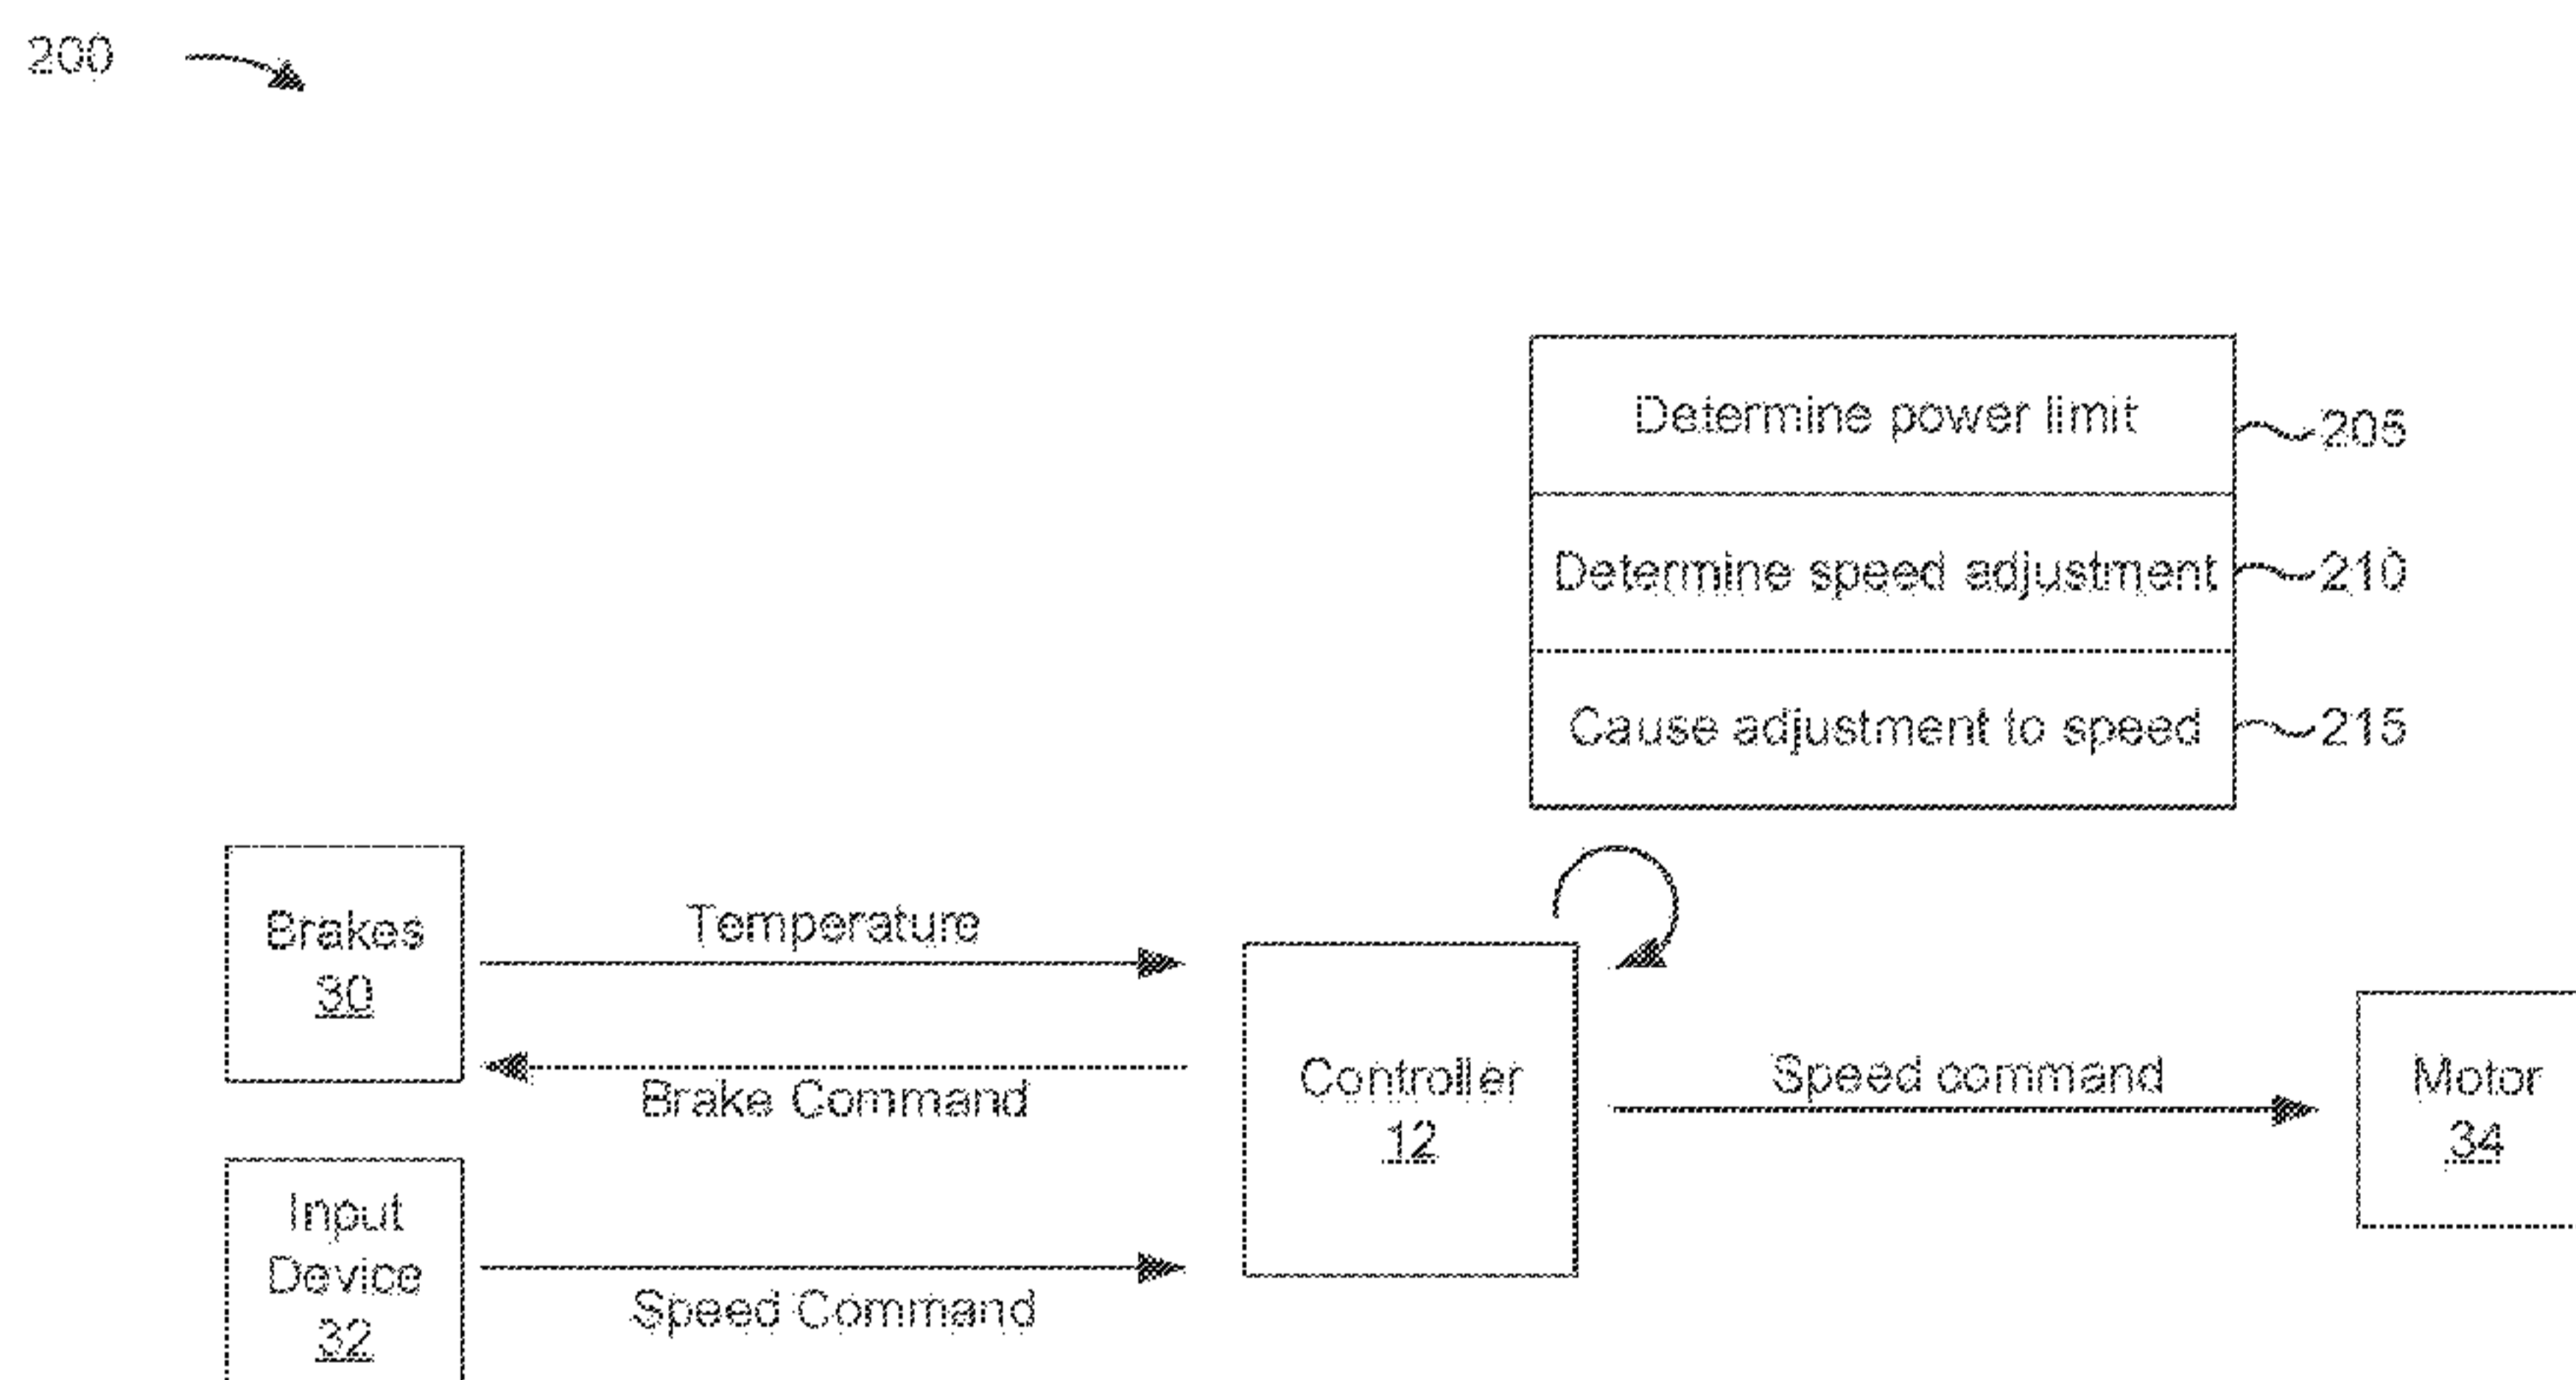 200
Determine power limit
205
Determine speed adjustment
210
Cause adjustment to speed
215
Brakes
30
Temperature
Brake Command
Controller
12
Speed command
Motor
34
Input
Device
32
Speed Command